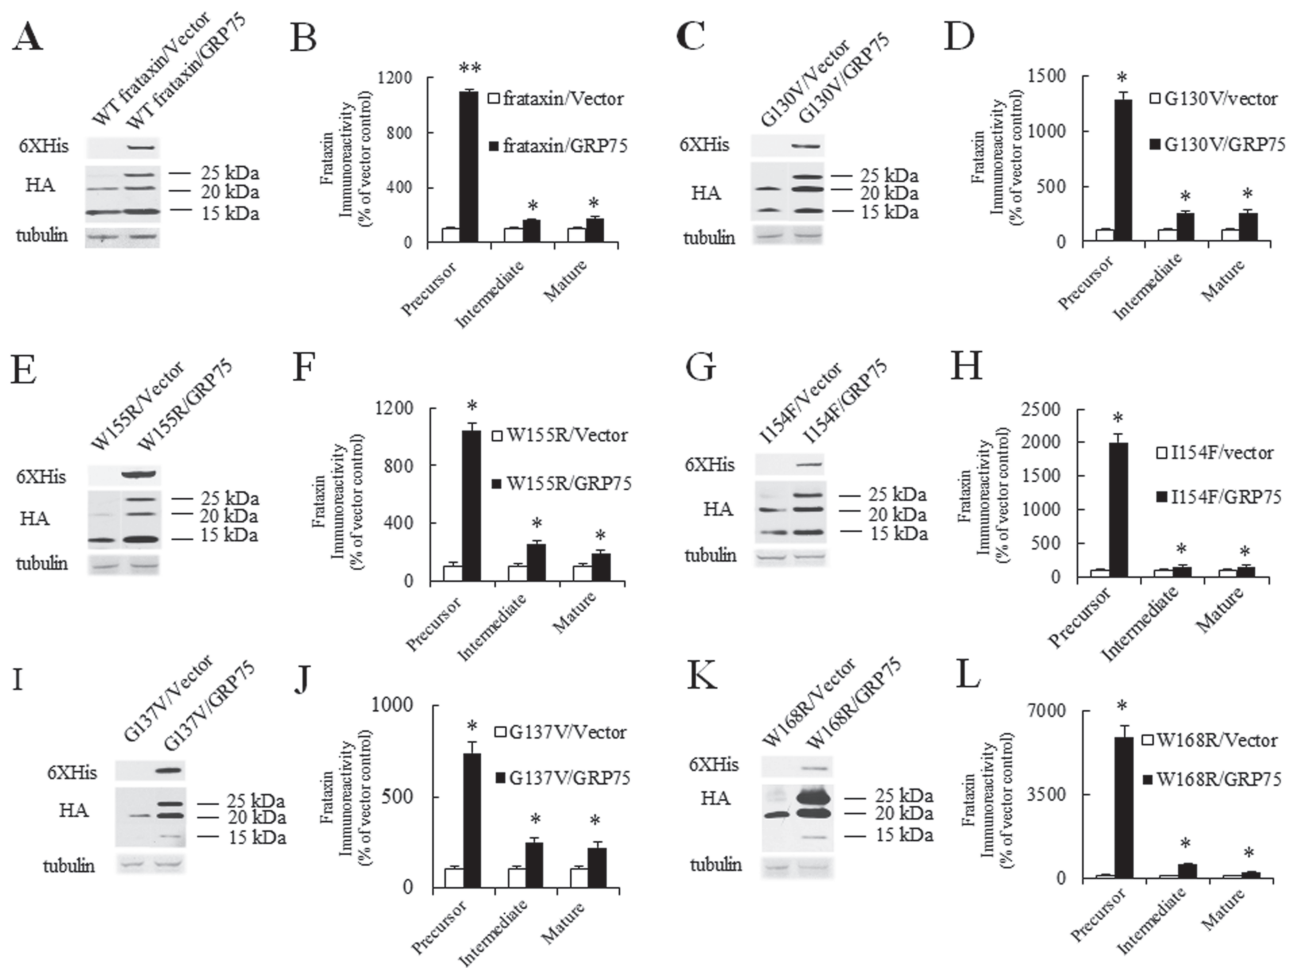 A
WT frataxin/Vector
WT frataxin/GRP75
6XHis
HA
25 kDa
20 kDa
15 kDa
tubulin
B
Frataxin
Immunoreactivity
(% of vector control)
1200
800
400
0
**
*
*
frataxin/Vector
frataxin/GRP75
Precursor
Intermediate
Mature
C
G130V/Vector
G130V/GRP75
6XHis
HA
25 kDa
20 kDa
15 kDa
tubulin
D
Frataxin
Immunoreactivity
(% of vector control)
1500
1000
500
0
*
*
*
G130V/vector
G130V/GRP75
Precursor
Intermediate
Mature
E
W155R/Vector
W155R/GRP75
6XHis
HA
25 kDa
20 kDa
15 kDa
tubulin
F
Frataxin
Immunoreactivity
(% of vector control)
1200
800
400
0
*
*
*
W155R/Vector
W155R/GRP75
Precursor
Intermediate
Mature
G
I154F/Vector
I154F/GRP75
6XHis
HA
25 kDa
20 kDa
15 kDa
tubulin
H
Frataxin
Immunoreactivity
(% of vector control)
2500
2000
1500
1000
500
0
*
*
*
I154F/vector
I154F/GRP75
Precursor
Intermediate
Mature
I
G137V/Vector
G137V/GRP75
6XHis
HA
25 kDa
20 kDa
15 kDa
tubulin
J
Frataxin
Immunoreactivity
(% of vector control)
1000
500
0
*
*
*
G137V/Vector
G137V/GRP75
Precursor
Intermediate
Mature
K
W168R/Vector
W168R/GRP75
6XHis
HA
25 kDa
20 kDa
15 kDa
tubulin
L
Frataxin
Immunoreactivity
(% of vector control)
7000
3500
0
*
*
*
W168R/Vector
W168R/GRP75
Precursor
Intermediate
Mature